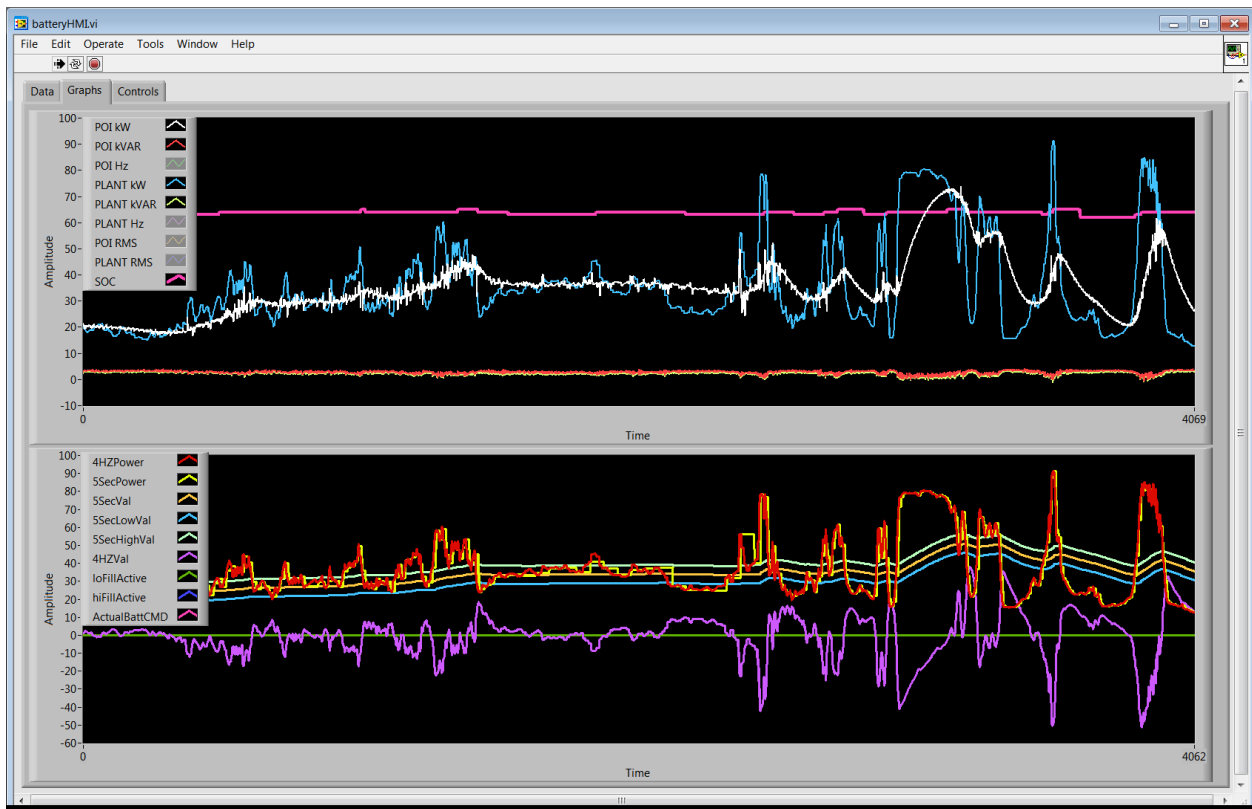 batteryHMI.vi
File Edit Operate Tools Window Help
1
Data Graphs Controls
100
90
80
70
60
50
40
30
20
10
0
-10
Amplitude
POI kW
POI kVAR
POI Hz
PLANT kW
PLANT kVAR
PLANT Hz
POI RMS
PLANT RMS
SOC
0
4069
Time
100
90
80
70
60
50
40
30
20
10
0
-10
-20
-30
-40
-50
-60
Amplitude
4HZPower
5SecPower
5SecVal
5SecLowVal
5SecHighVal
4HZVal
loFillActive
hiFillActive
ActualBattCMD
0
4062
Time